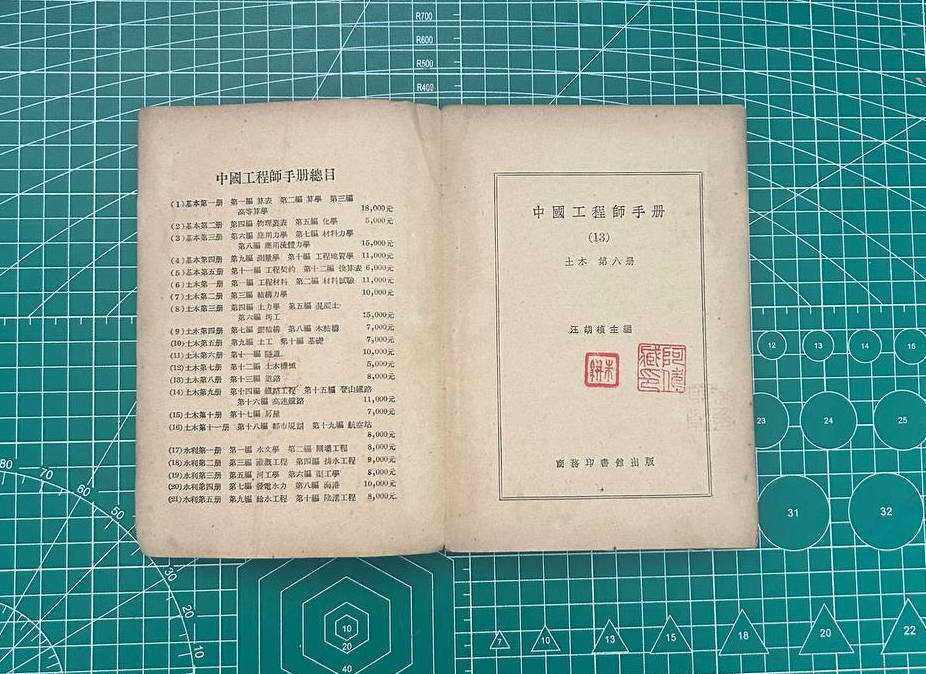 中國工程師手册總目
(1)基本第一册 第一編 算表 第二編 算學 第三編
高等算學 18,000元
(2)基本第二册 第四編 物理叢表 第五編 化學 5,000元
(3)基本第三册 第六編 應用力學 第七編 材料力學
第八編 應用流體力學 15,000元
(4)基本第四册 第九編 測量學 第十編 工程地質學 11,000元
(5)基本第五册 第十一編 工程契約 第十二編 換算表 6,000元
(6)土木第一册 第一編 工程材料 第二編 材料試驗 11,000元
(7)土木第二册 第三編 結構力學 10,000元
(8)土木第三册 第四編 土力學 第五編 混凝土
第六編 圬工 15,000元
(9)土木第四册 第七編 鋼結構 第八編 木結構 7,000元
(10)土木第五册 第九編 土工 第十編 基礎 7,000元
(11)土木第六册 第十一編 隧道 10,000元
(12)土木第七册 第十二編 土木機械 5,000元
(13)土木第八册 第十三編 道路 8,000元
(14)土木第九册 第十四編 鐵路工程 第十五編 登山鐵路
第十六編 高速鐵路 11,000元
(15)土木第十册 第十七編 房屋 7,000元
(16)土木第十一册 第十八編 都市規劃 第十九編 航空站
8,000元
(17)水利第一册 第一編 水文學 第二編 閘壩工程 8,000元
(18)水利第二册 第三編 灌溉工程 第四編 排水工程 9,000元
(19)水利第三册 第五編 河工學 第六編 8,000元
(20)水利第四册 第七編 發電水力 第八編 海港 10,000元
(21)水利第五册 第九編 給水工程 第十編 陰溝工程 8,000元
中國工程師手册
(13)
土木 第八册
汪胡楨主編
商務印書館出版
R700
R600
R500
R400
12
13
14
15
23
24
25
31
32
80
70
60
50
30
20
10
10
20
40
7
10
13
15
18
20
22